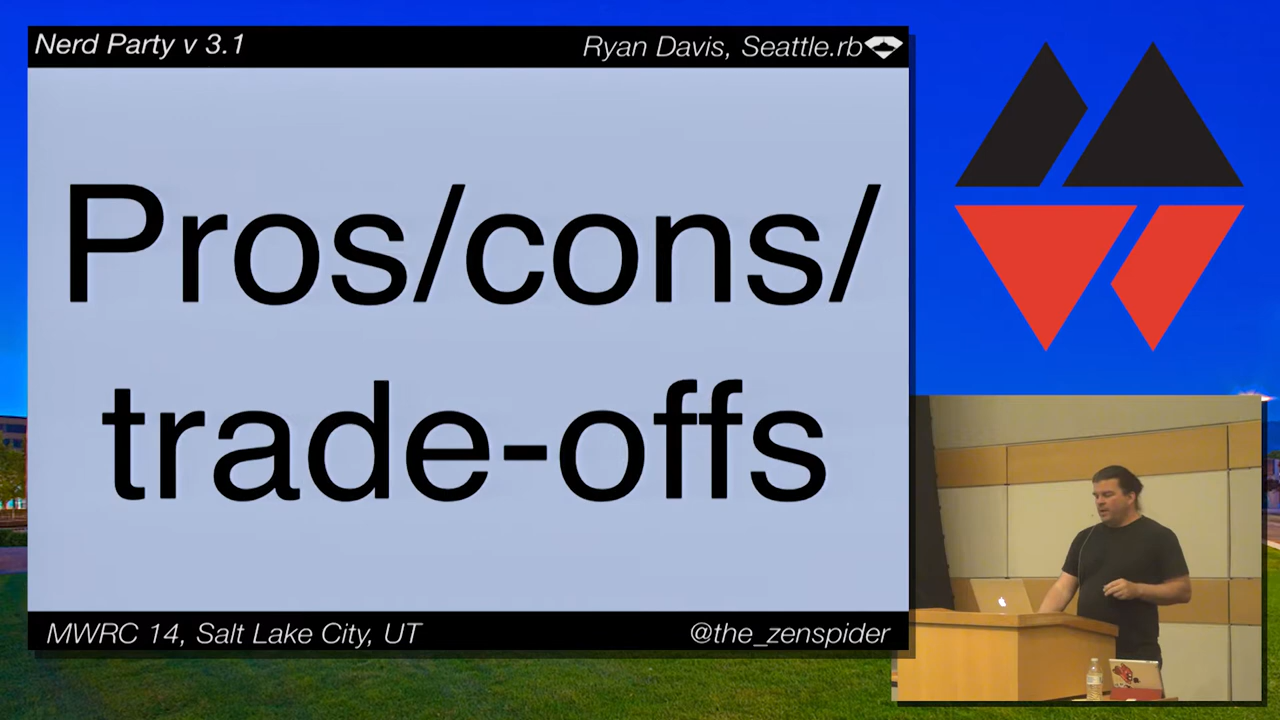 Nerd Party v 3.1
Ryan Davis, Seattle.rb
Pros/cons/
trade-offs
MWRC 14, Salt Lake City, UT
@the_zenspider